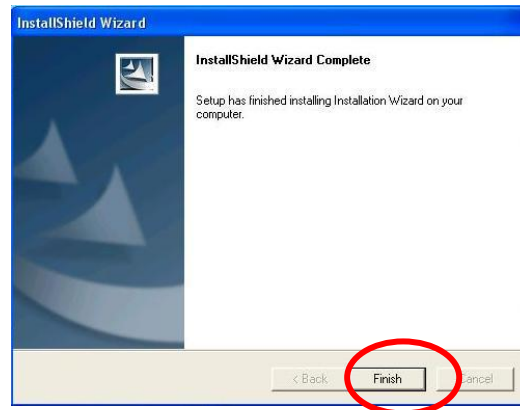 InstallShield Wizard
InstallShield Wizard Complete
Setup has finished installing Installation Wizard on your
computer.
< Back
Finish
Cancel